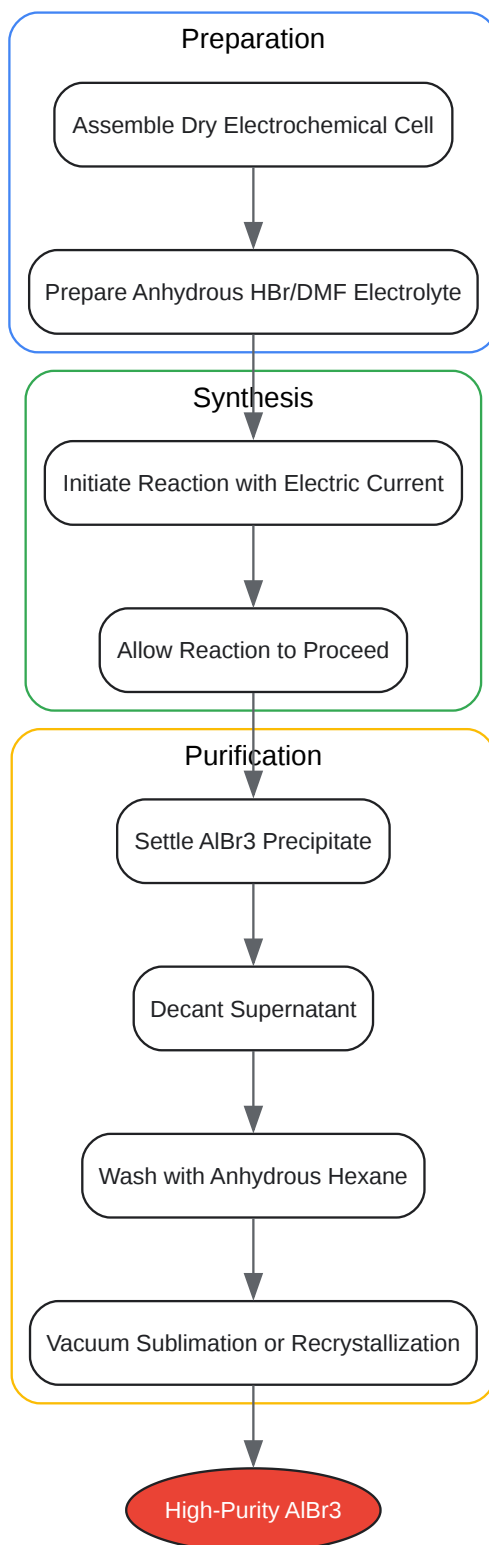 Preparation
Assemble Dry Electrochemical Cell
Prepare Anhydrous HBr/DMF Electrolyte
Synthesis
Initiate Reaction with Electric Current
Allow Reaction to Proceed
Purification
Settle AlBr3 Precipitate
Decant Supernatant
Wash with Anhydrous Hexane
Vacuum Sublimation or Recrystallization
High-Purity AlBr3